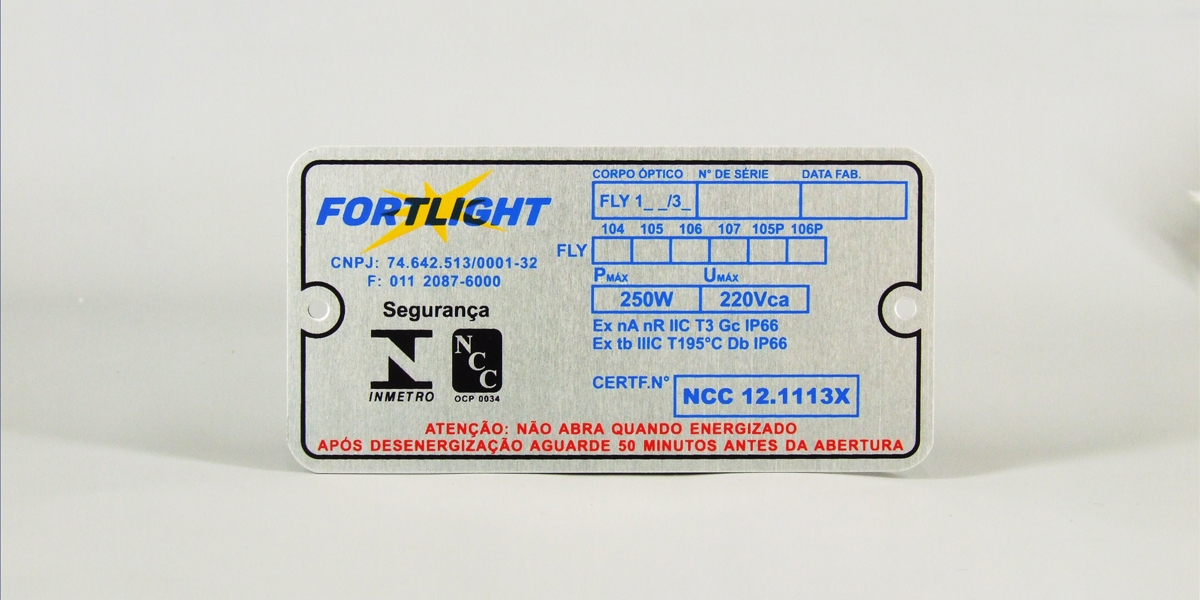 FORTLIGHT
CNPJ: 74.642.513/0001-32
F: 011 2087-6000
Segurança
INMETRO
NCC
OCP 0034
CORPO ÓPTICO N° DE SÉRIE DATA FAB.
FLY 1_ _/3_
104 105 106 107 105P 106P
FLY
PMÁX UMÁX
250W 220Vca
Ex nA nR IIC T3 Gc IP66
Ex tb IIIC T195°C Db IP66
CERTF.N° NCC 12.1113X
ATENÇÃO: NÃO ABRA QUANDO ENERGIZADO
APÓS DESENERGIZAÇÃO AGUARDE 50 MINUTOS ANTES DA ABERTURA